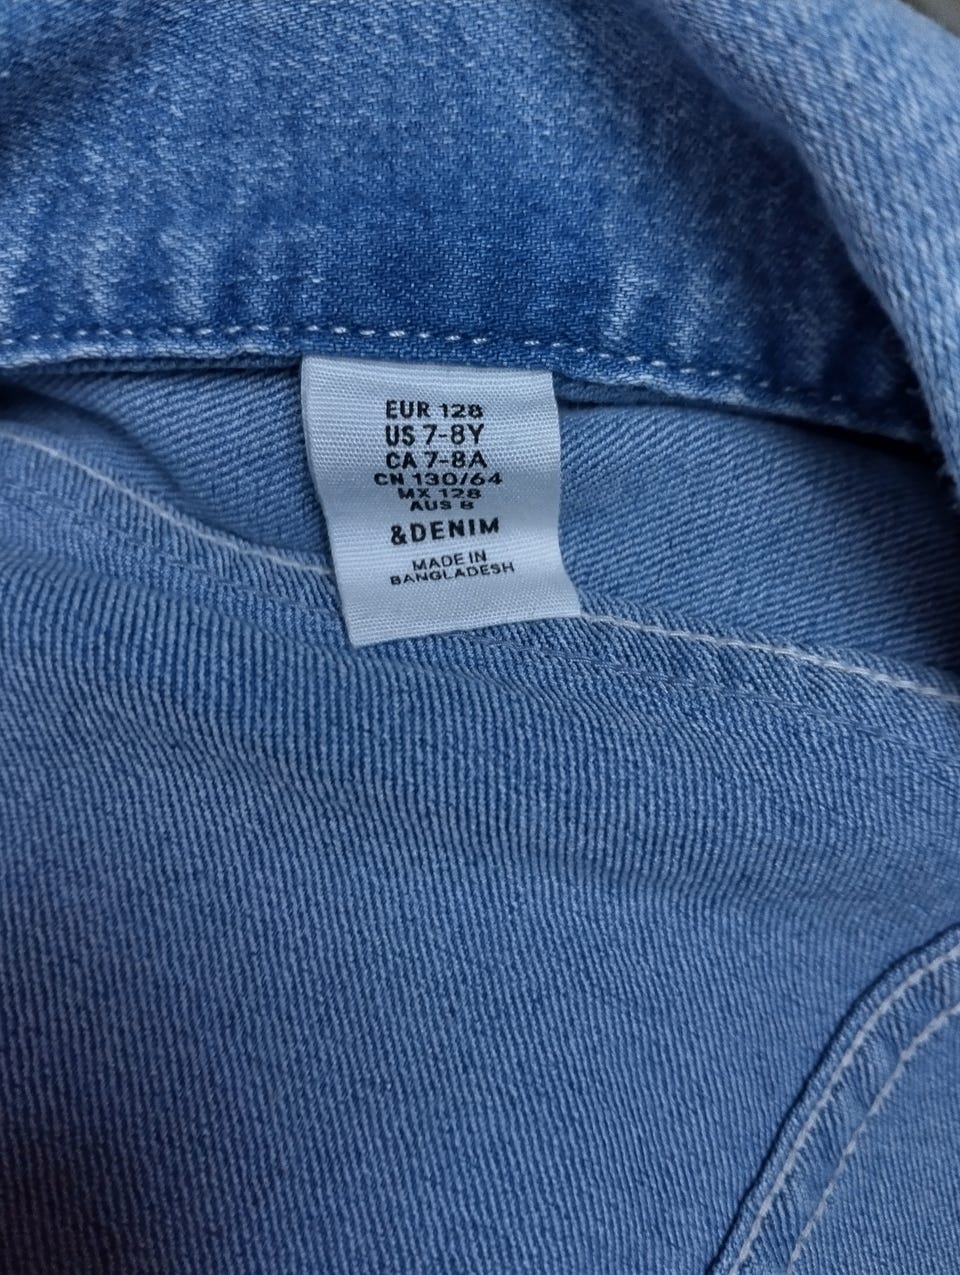 EUR 128
US 7-8Y
CA 7-8A
CN 130/64
MX 128
AUS 8
&DENIM
MADE IN
BANGLADESH